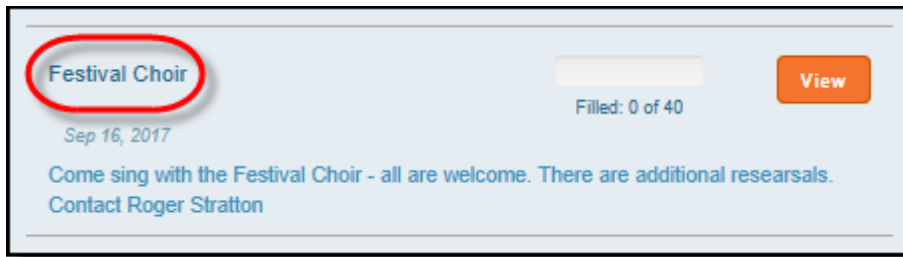 Festival Choir
View
Filled: 0 of 40
Sep 16, 2017
Come sing with the Festival Choir - all are welcome. There are additional researsals.
Contact Roger Stratton